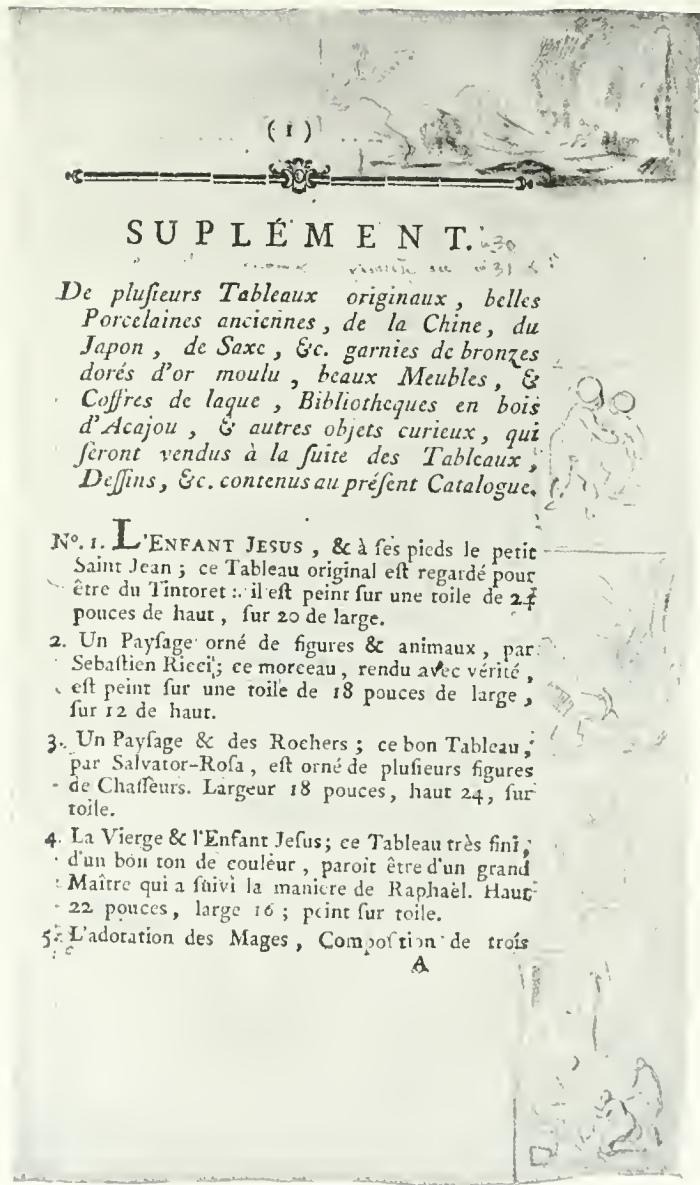 ( 1 )
SUPLÉMENT.
De pluſieurs Tableaux originaux, belles
Porcelaines anciennes, de la Chine, du
Japon, de Saxe, &c. garnies de bronzes
dorés d'or moulu, beaux Meubles, &
Coffres de laque, Bibliotheques en bois
d'Acajou, & autres objets curieux, qui
ſeront vendus à la ſuite des Tableaux,
Deſſins, &c. contenus au préſent Catalogue.
N°. 1. L'ENFANT JESUS, & à ſes pieds le petit
Saint Jean ; ce Tableau original eſt regardé pour
être du Tintoret : il eſt peint ſur une toile de
pouces de haut, ſur 20 de large.
2. Un Payſage orné de figures & animaux, par
Sebaſtien Ricci ; ce morceau, rendu avec vérité,
eſt peint ſur une toile de 18 pouces de large,
ſur 12 de haut.
3. Un Payſage & des Rochers ; ce bon Tableau,
par Salvator-Roſa, eſt orné de pluſieurs figures
de Chaſſeurs. Largeur 18 pouces, haut 24, ſur
toile.
4. La Vierge & l'Enfant Jeſus ; ce Tableau très fini,
d'un bon ton de couleur, paroit être d'un grand
Maître qui a ſuivi la maniere de Raphaël. Haut
22 pouces, large 16 ; peint ſur toile.
5. L'adoration des Mages, Compoſtion de trois
A